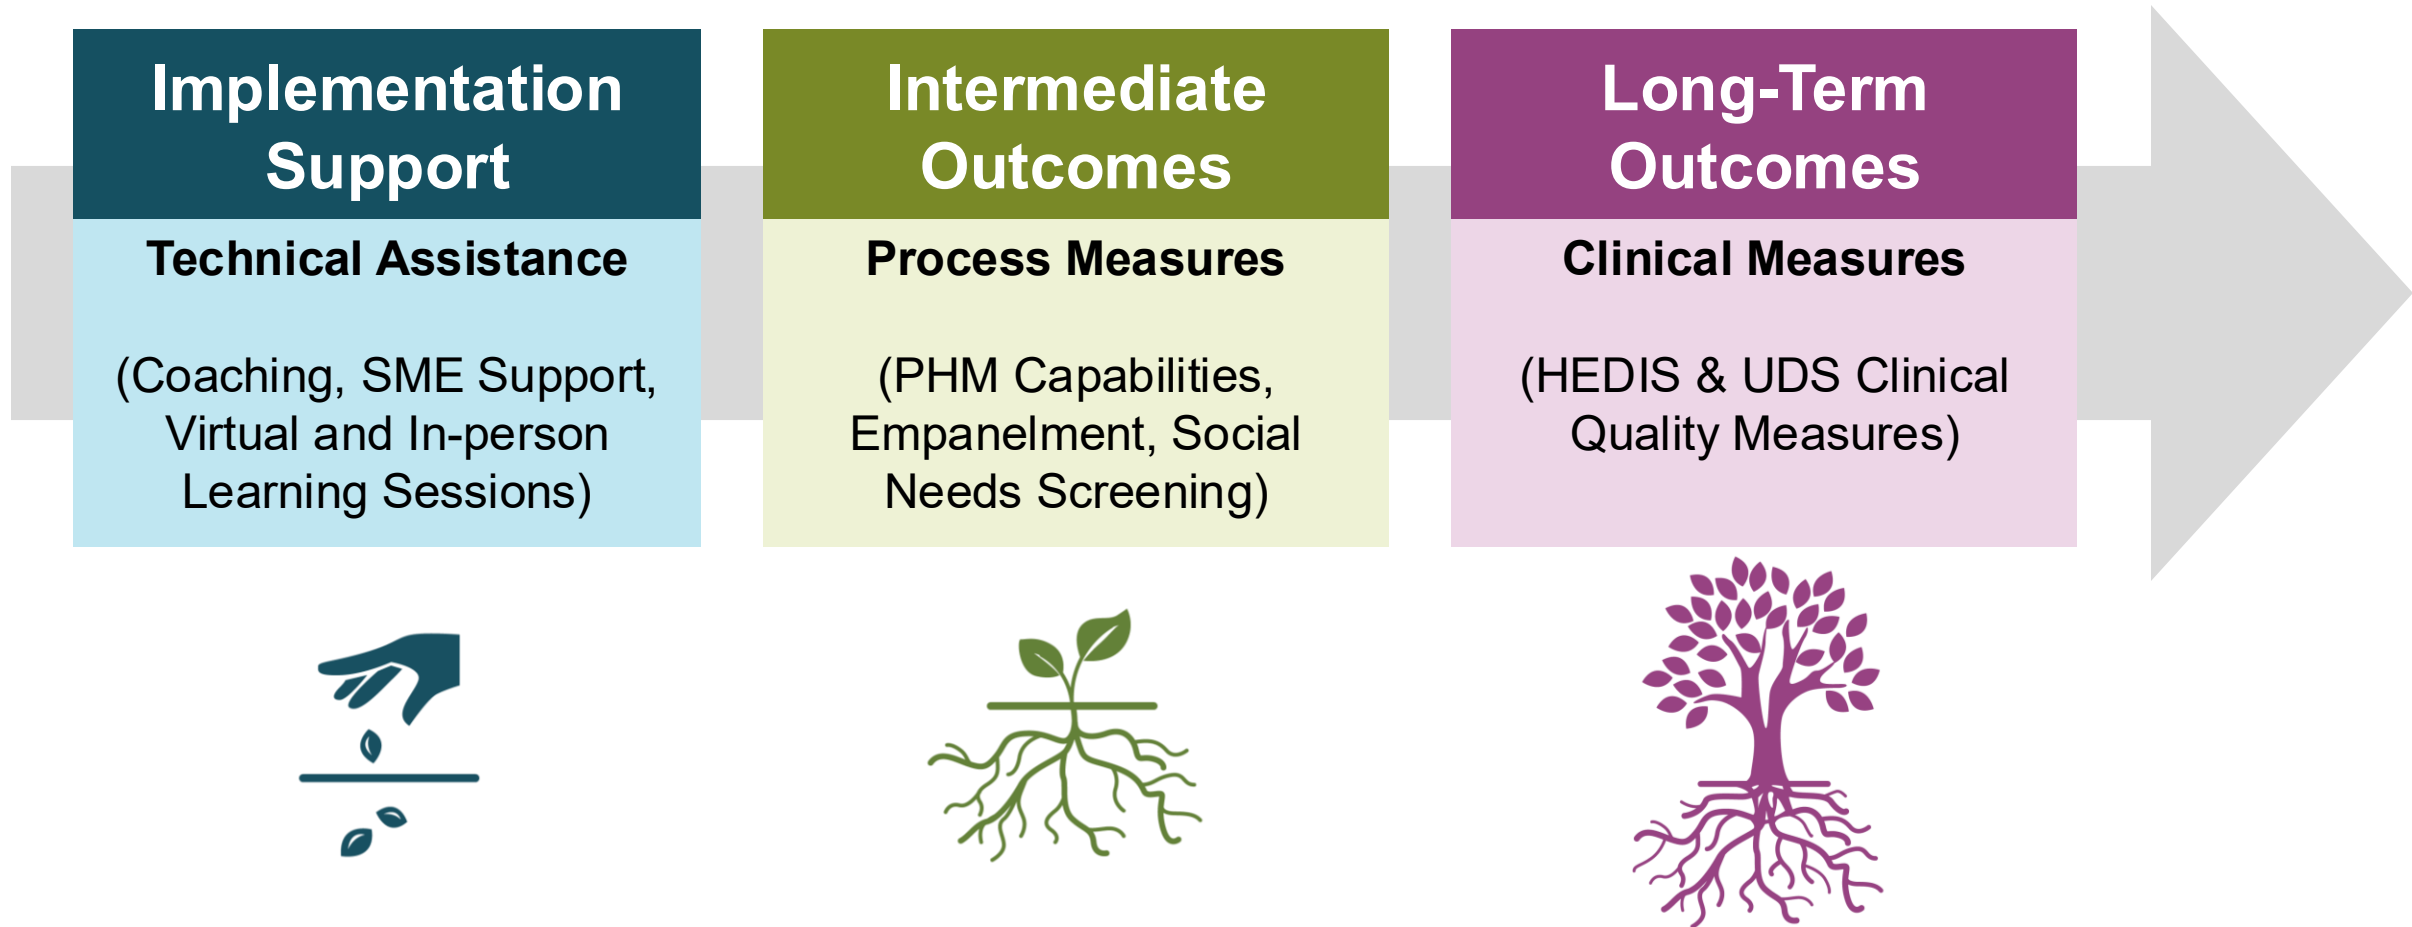 Implementation
Support
Technical Assistance
(Coaching, SME Support,
Virtual and In-person
Learning Sessions)
Intermediate
Outcomes
Process Measures
(PHM Capabilities,
Empanelment, Social
Needs Screening)
Long-Term
Outcomes
Clinical Measures
(HEDIS & UDS Clinical
Quality Measures)